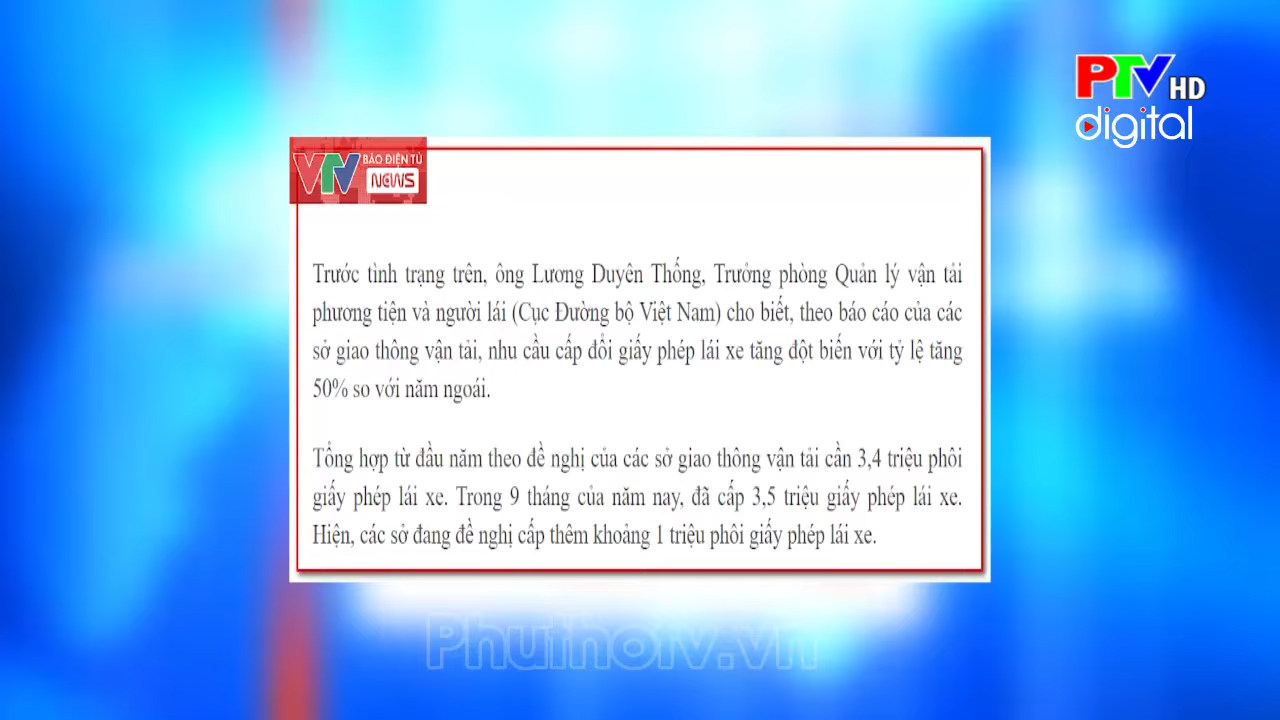 PTV HD
digital
VTV BÁO ĐIỆN TỬ
NEWS
Trước tình trạng trên, ông Lương Duyên Thống, Trưởng phòng Quản lý vận tải
phương tiện và người lái (Cục Đường bộ Việt Nam) cho biết, theo báo cáo của các
sở giao thông vận tải, nhu cầu cấp đổi giấy phép lái xe tăng đột biến với tỷ lệ tăng
50% so với năm ngoái.
Tổng hợp từ đầu năm theo đề nghị của các sở giao thông vận tải cần 3,4 triệu phôi
giấy phép lái xe. Trong 9 tháng của năm nay, đã cấp 3,5 triệu giấy phép lái xe.
Hiện, các sở đang đề nghị cấp thêm khoảng 1 triệu phôi giấy phép lái xe.
Phuthotv.vn